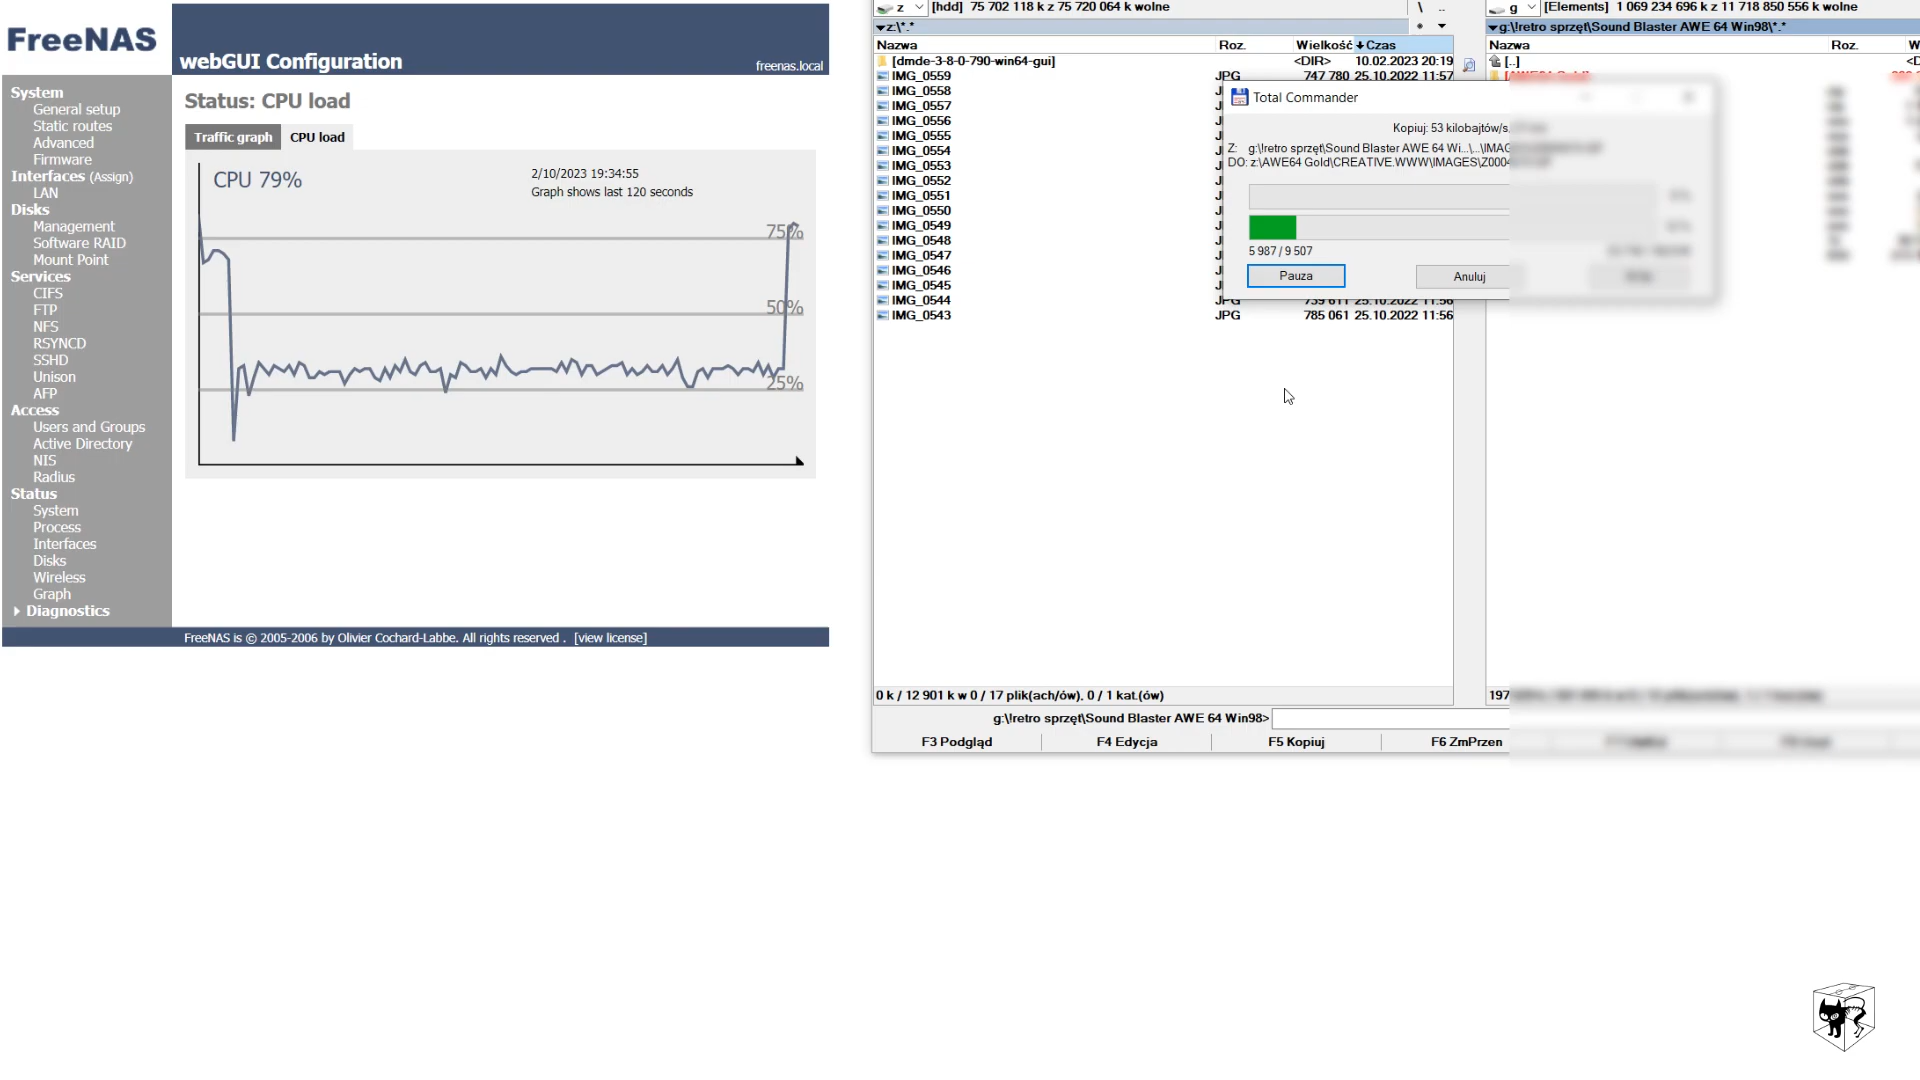 FreeNAS
webGUI Configuration
freenas.local
System
General setup
Static routes
Advanced
Firmware
Interfaces (Assign)
LAN
Disks
Management
Software RAID
Mount Point
Services
CIFS
FTP
NFS
RSYNCD
SSHD
Unison
AFP
Access
Users and Groups
Active Directory
NIS
Radius
Status
System
Process
Interfaces
Disks
Wireless
Graph
Diagnostics
Status: CPU load
Traffic graph CPU load
CPU 79%
2/10/2023 19:34:55
Graph shows last 120 seconds
75%
50%
25%
FreeNAS is © 2005-2006 by Olivier Cochard-Labbe. All rights reserved . [view license]
z [hdd] 75 702 118 k z 75 720 064 k wolne \ ..
z:\*.* * 
Nazwa Roz. Wielkość Czas
[dmde-3-8-0-790-win64-gui] <DIR> 10.02.2023 20:19
IMG_0559 JPG 747 780 25.10.2022 11:57
IMG_0558
IMG_0557
IMG_0556
IMG_0555
IMG_0554
IMG_0553
IMG_0552
IMG_0551
IMG_0550
IMG_0549
IMG_0548
IMG_0547
IMG_0546
IMG_0545
IMG_0544 JPG 739 611 25.10.2022 11:56
IMG_0543 JPG 785 061 25.10.2022 11:56
0 k / 12 901 k w 0 / 17 plik(ach/ów), 0 / 1 kat.(ów)
g [Elements] 1 069 234 696 k z 11 718 850 556 k wolne
g:\!retro sprzęt\Sound Blaster AWE 64 Win98\*.*
Nazwa Roz. W
[..]
Total Commander
Kopiuj: 53 kilobajtów/s,
Z: g:\!retro sprzęt\Sound Blaster AWE 64 Wi...\...\IMAG
DO: z:\AWE64 Gold\CREATIVE.WWW\IMAGES\Z0004
5 987 / 9 507
Pauza Anuluj
197
g:\!retro sprzęt\Sound Blaster AWE 64 Win98>
F3 Podgląd F4 Edycja F5 Kopiuj F6 ZmPrzen